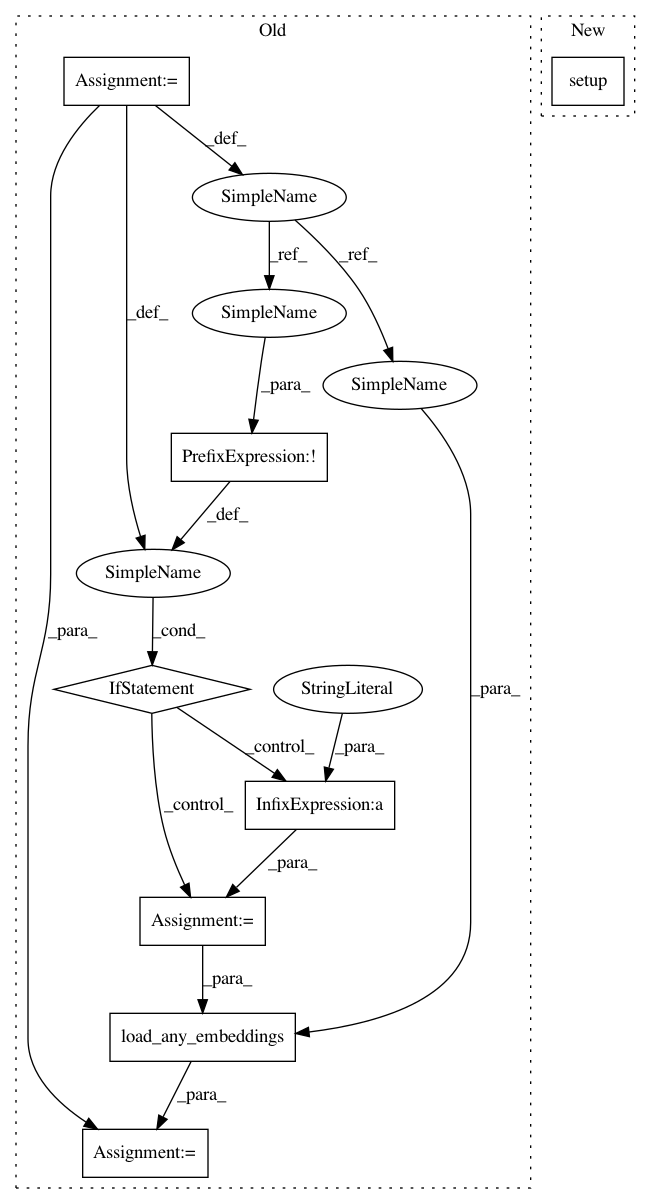 Old
New
Assignment:=
setup
_def_
SimpleName
_ref_
_ref_
_def_
SimpleName
SimpleName
_para_
PrefixExpression:!
_def_
SimpleName
_para_
_cond_
IfStatement
StringLiteral
_para_
_control_
_para_
InfixExpression:a
_control_
_para_
Assignment:=
_para_
load_any_embeddings
_para_
Assignment:=